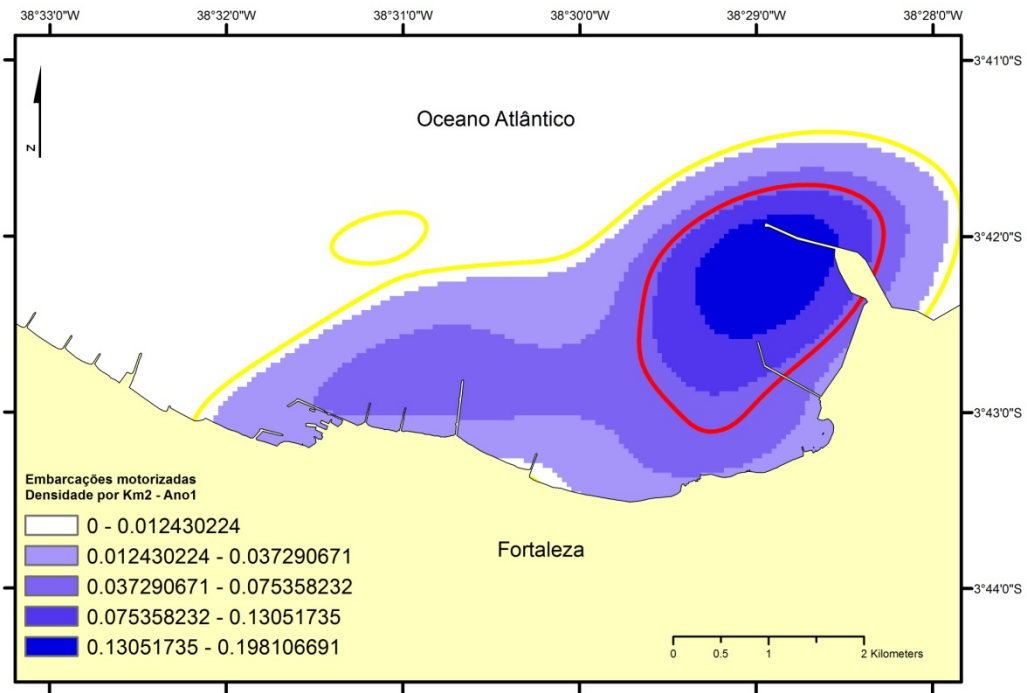 38°33'0"W 38°32'0"W 38°31'0"W 38°30'0"W 38°29'0"W 38°28'0"W
3°41'0"S
Oceano Atlântico
N
3°42'0"S
3°43'0"S
Embarcações motorizadas
Densidade por Km2 - Ano1
0 - 0.012430224
0.012430224 - 0.037290671
0.037290671 - 0.075358232
0.075358232 - 0.13051735
0.13051735 - 0.198106691
Fortaleza
3°44'0"S
0 0.5 1 2 Kilometers